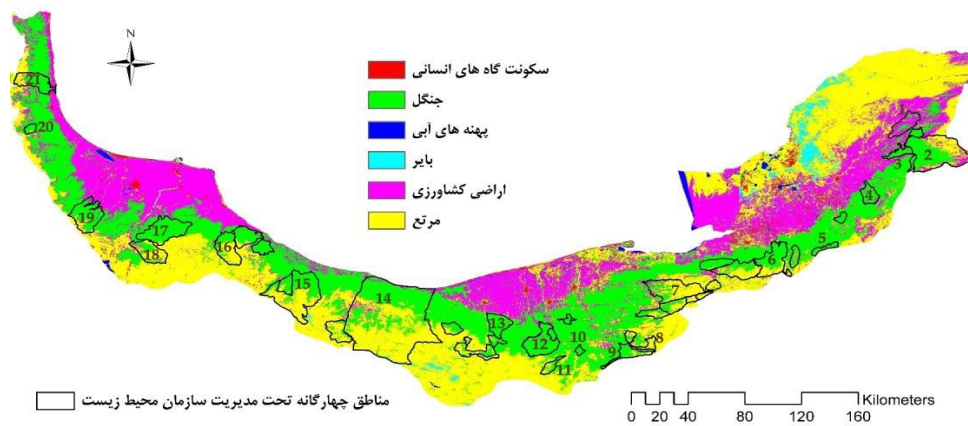 N
سکونت گاه های انسانی
جنگل
پهنه های آبی
بایر
اراضی کشاورزی
مرتع
1
2
3
4
5
6
7
8
9
10
11
12
13
14
15
16
17
18
19
20
21
مناطق چهارگانه تحت مدیریت سازمان محیط زیست
Kilometers
0 20 40 80 120 160